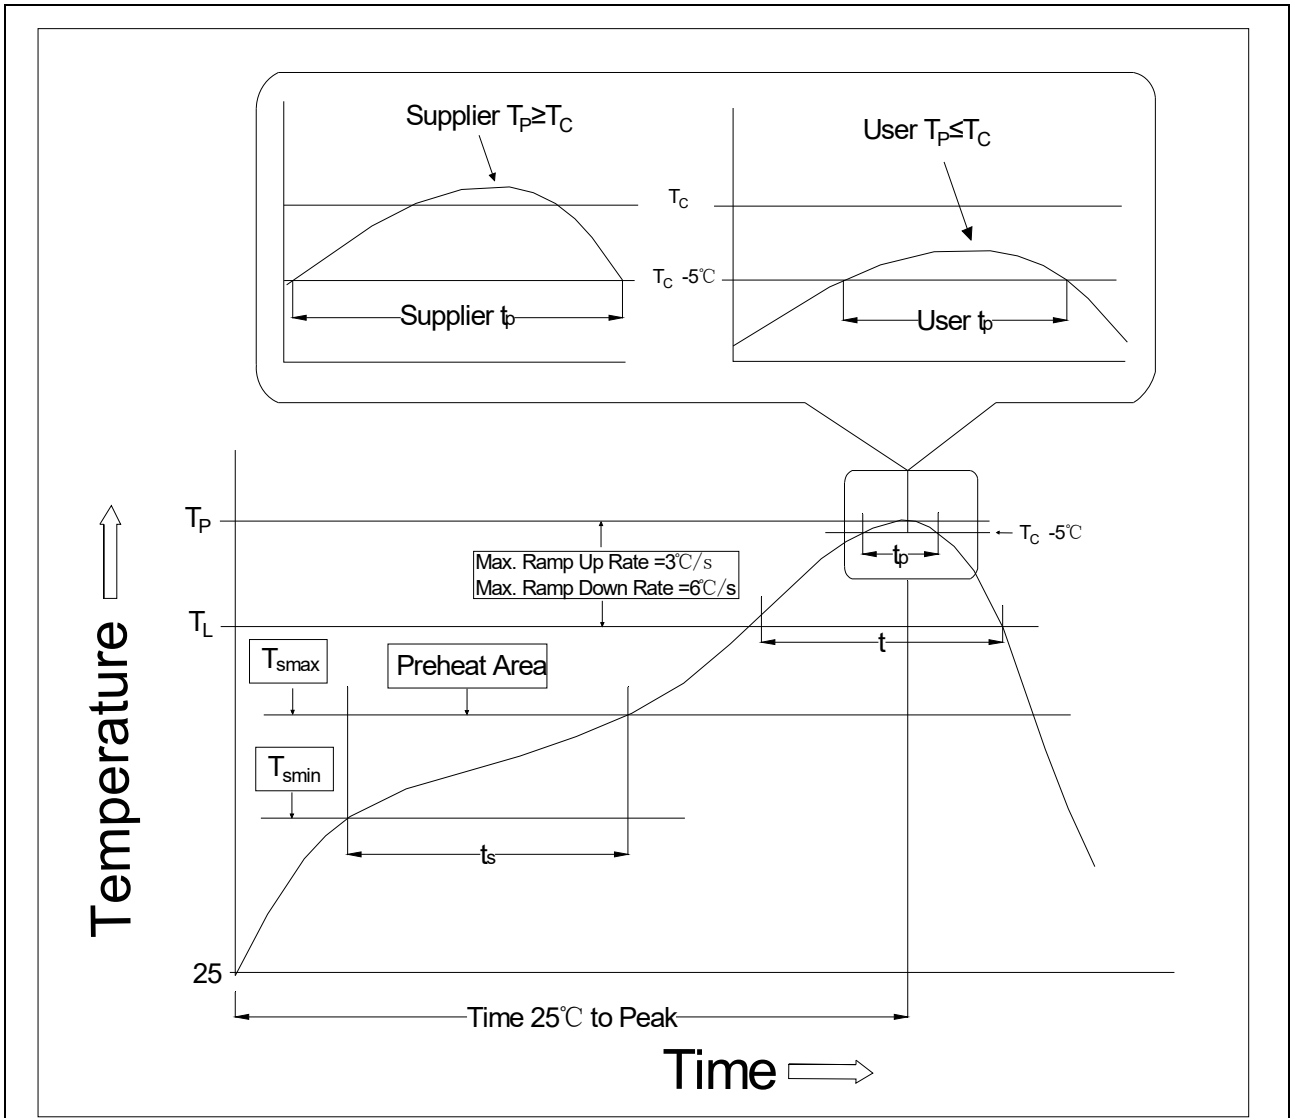 Supplier TP≥TC
User TP≤TC
TC
TC -5℃
Supplier tp
User tp
TP
TC -5℃
Max. Ramp Up Rate =3℃/s
Max. Ramp Down Rate =6℃/s
tp
TL
t
Tsmax
Preheat Area
Tsmin
ts
Temperature
25
Time 25℃ to Peak
Time